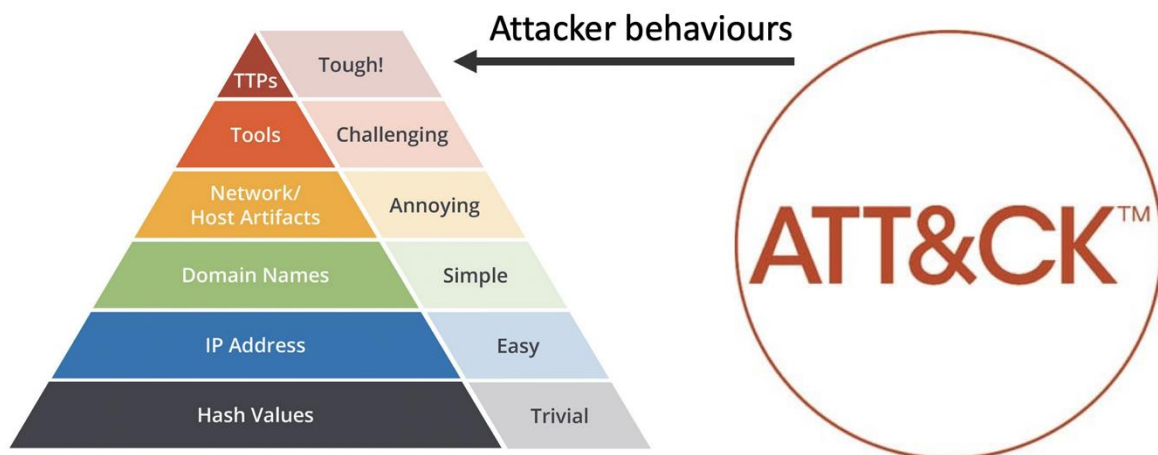 Attacker behaviours
TTPs
Tough!
Tools
Challenging
Network/
Host Artifacts
Annoying
Domain Names
Simple
IP Address
Easy
Hash Values
Trivial
ATT&CK™